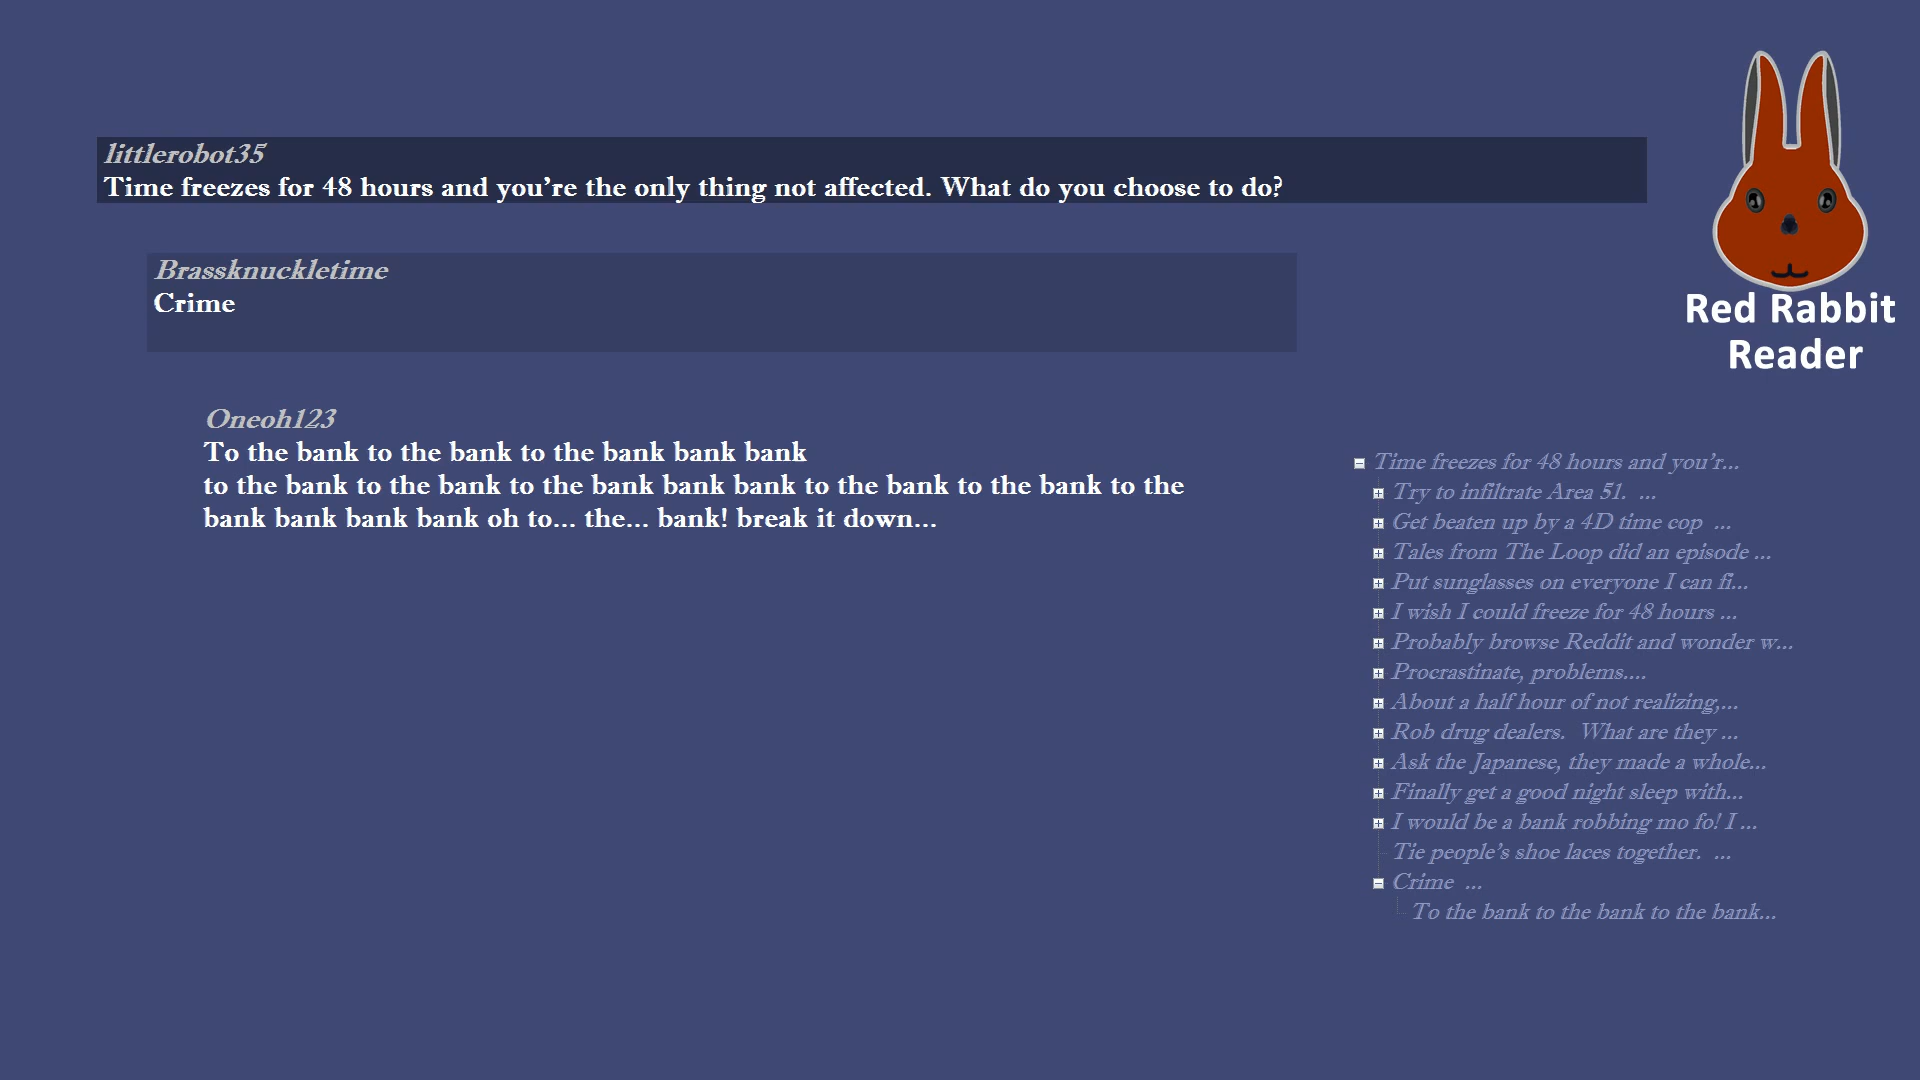 littlerobot35
Time freezes for 48 hours and you're the only thing not affected. What do you choose to do?
Brassknuckletime
Crime
Oneoh123
To the bank to the bank to the bank bank bank
to the bank to the bank to the bank bank bank to the bank to the bank to the
bank bank bank bank oh to... the... bank! break it down...
Red Rabbit
Reader
Time freezes for 48 hours and you'r...
Try to infiltrate Area 51.  ...
Get beaten up by a 4D time cop  ...
Tales from The Loop did an episode ...
Put sunglasses on everyone I can fi...
I wish I could freeze for 48 hours ...
Probably browse Reddit and wonder w...
Procrastinate, problems....
About a half hour of not realizing,...
Rob drug dealers.  What are they ...
Ask the Japanese, they made a whole...
Finally get a good night sleep with...
I would be a bank robbing mo fo! I ...
Tie people's shoe laces together.  ...
Crime  ...
To the bank to the bank to the bank...